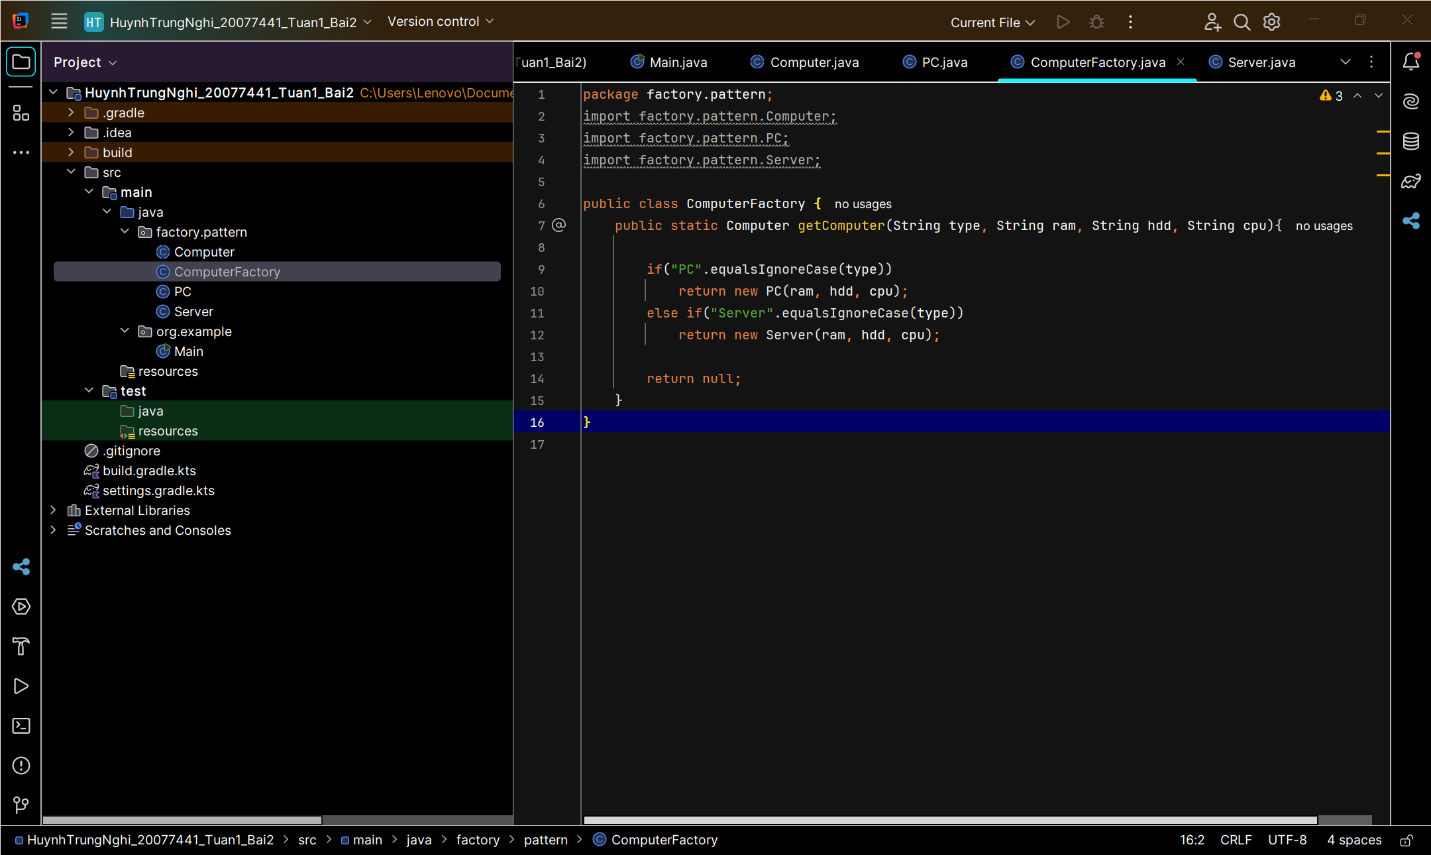 HT HuynhTrungNghi_20077441_Tuan1_Bai2 Version control Current File
Project
HuynhTrungNghi_20077441_Tuan1_Bai2 C:\Users\Lenovo\Docume
.gradle
.idea
build
src
main
java
factory.pattern
Computer
ComputerFactory
PC
Server
org.example
Main
resources
test
java
resources
.gitignore
build.gradle.kts
settings.gradle.kts
External Libraries
Scratches and Consoles
Tuan1_Bai2) Main.java Computer.java PC.java ComputerFactory.java Server.java
3
1 package factory.pattern;
2 import factory.pattern.Computer;
3 import factory.pattern.PC;
4 import factory.pattern.Server;
5
6 public class ComputerFactory { no usages
7 @ public static Computer getComputer(String type, String ram, String hdd, String cpu){ no usages
8
9 if("PC".equalsIgnoreCase(type))
10 return new PC(ram, hdd, cpu);
11 else if("Server".equalsIgnoreCase(type))
12 return new Server(ram, hdd, cpu);
13
14 return null;
15 }
16 }
17
HuynhTrungNghi_20077441_Tuan1_Bai2 > src > main > java > factory > pattern > ComputerFactory 16:2 CRLF UTF-8 4 spaces